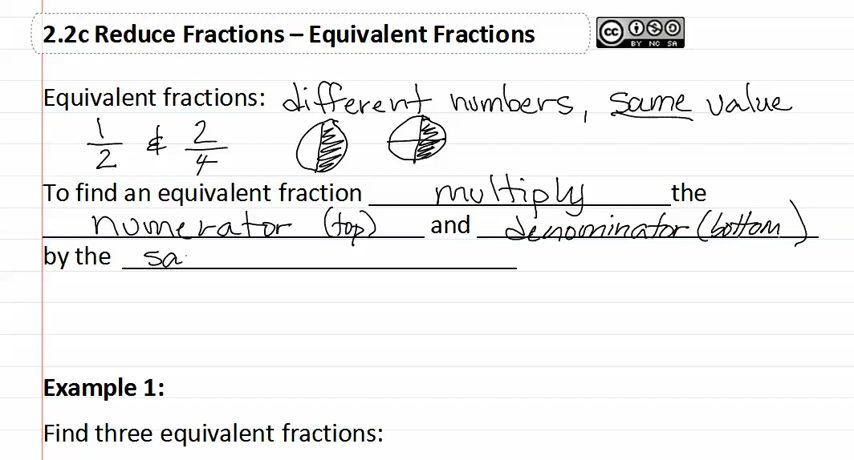 2.2c Reduce Fractions – Equivalent Fractions
cc BY NC SA
Equivalent fractions: different numbers, same value
1/2 & 2/4
To find an equivalent fraction multiply the
numerator (top) and denominator (bottom)
by the sa
Example 1:
Find three equivalent fractions: